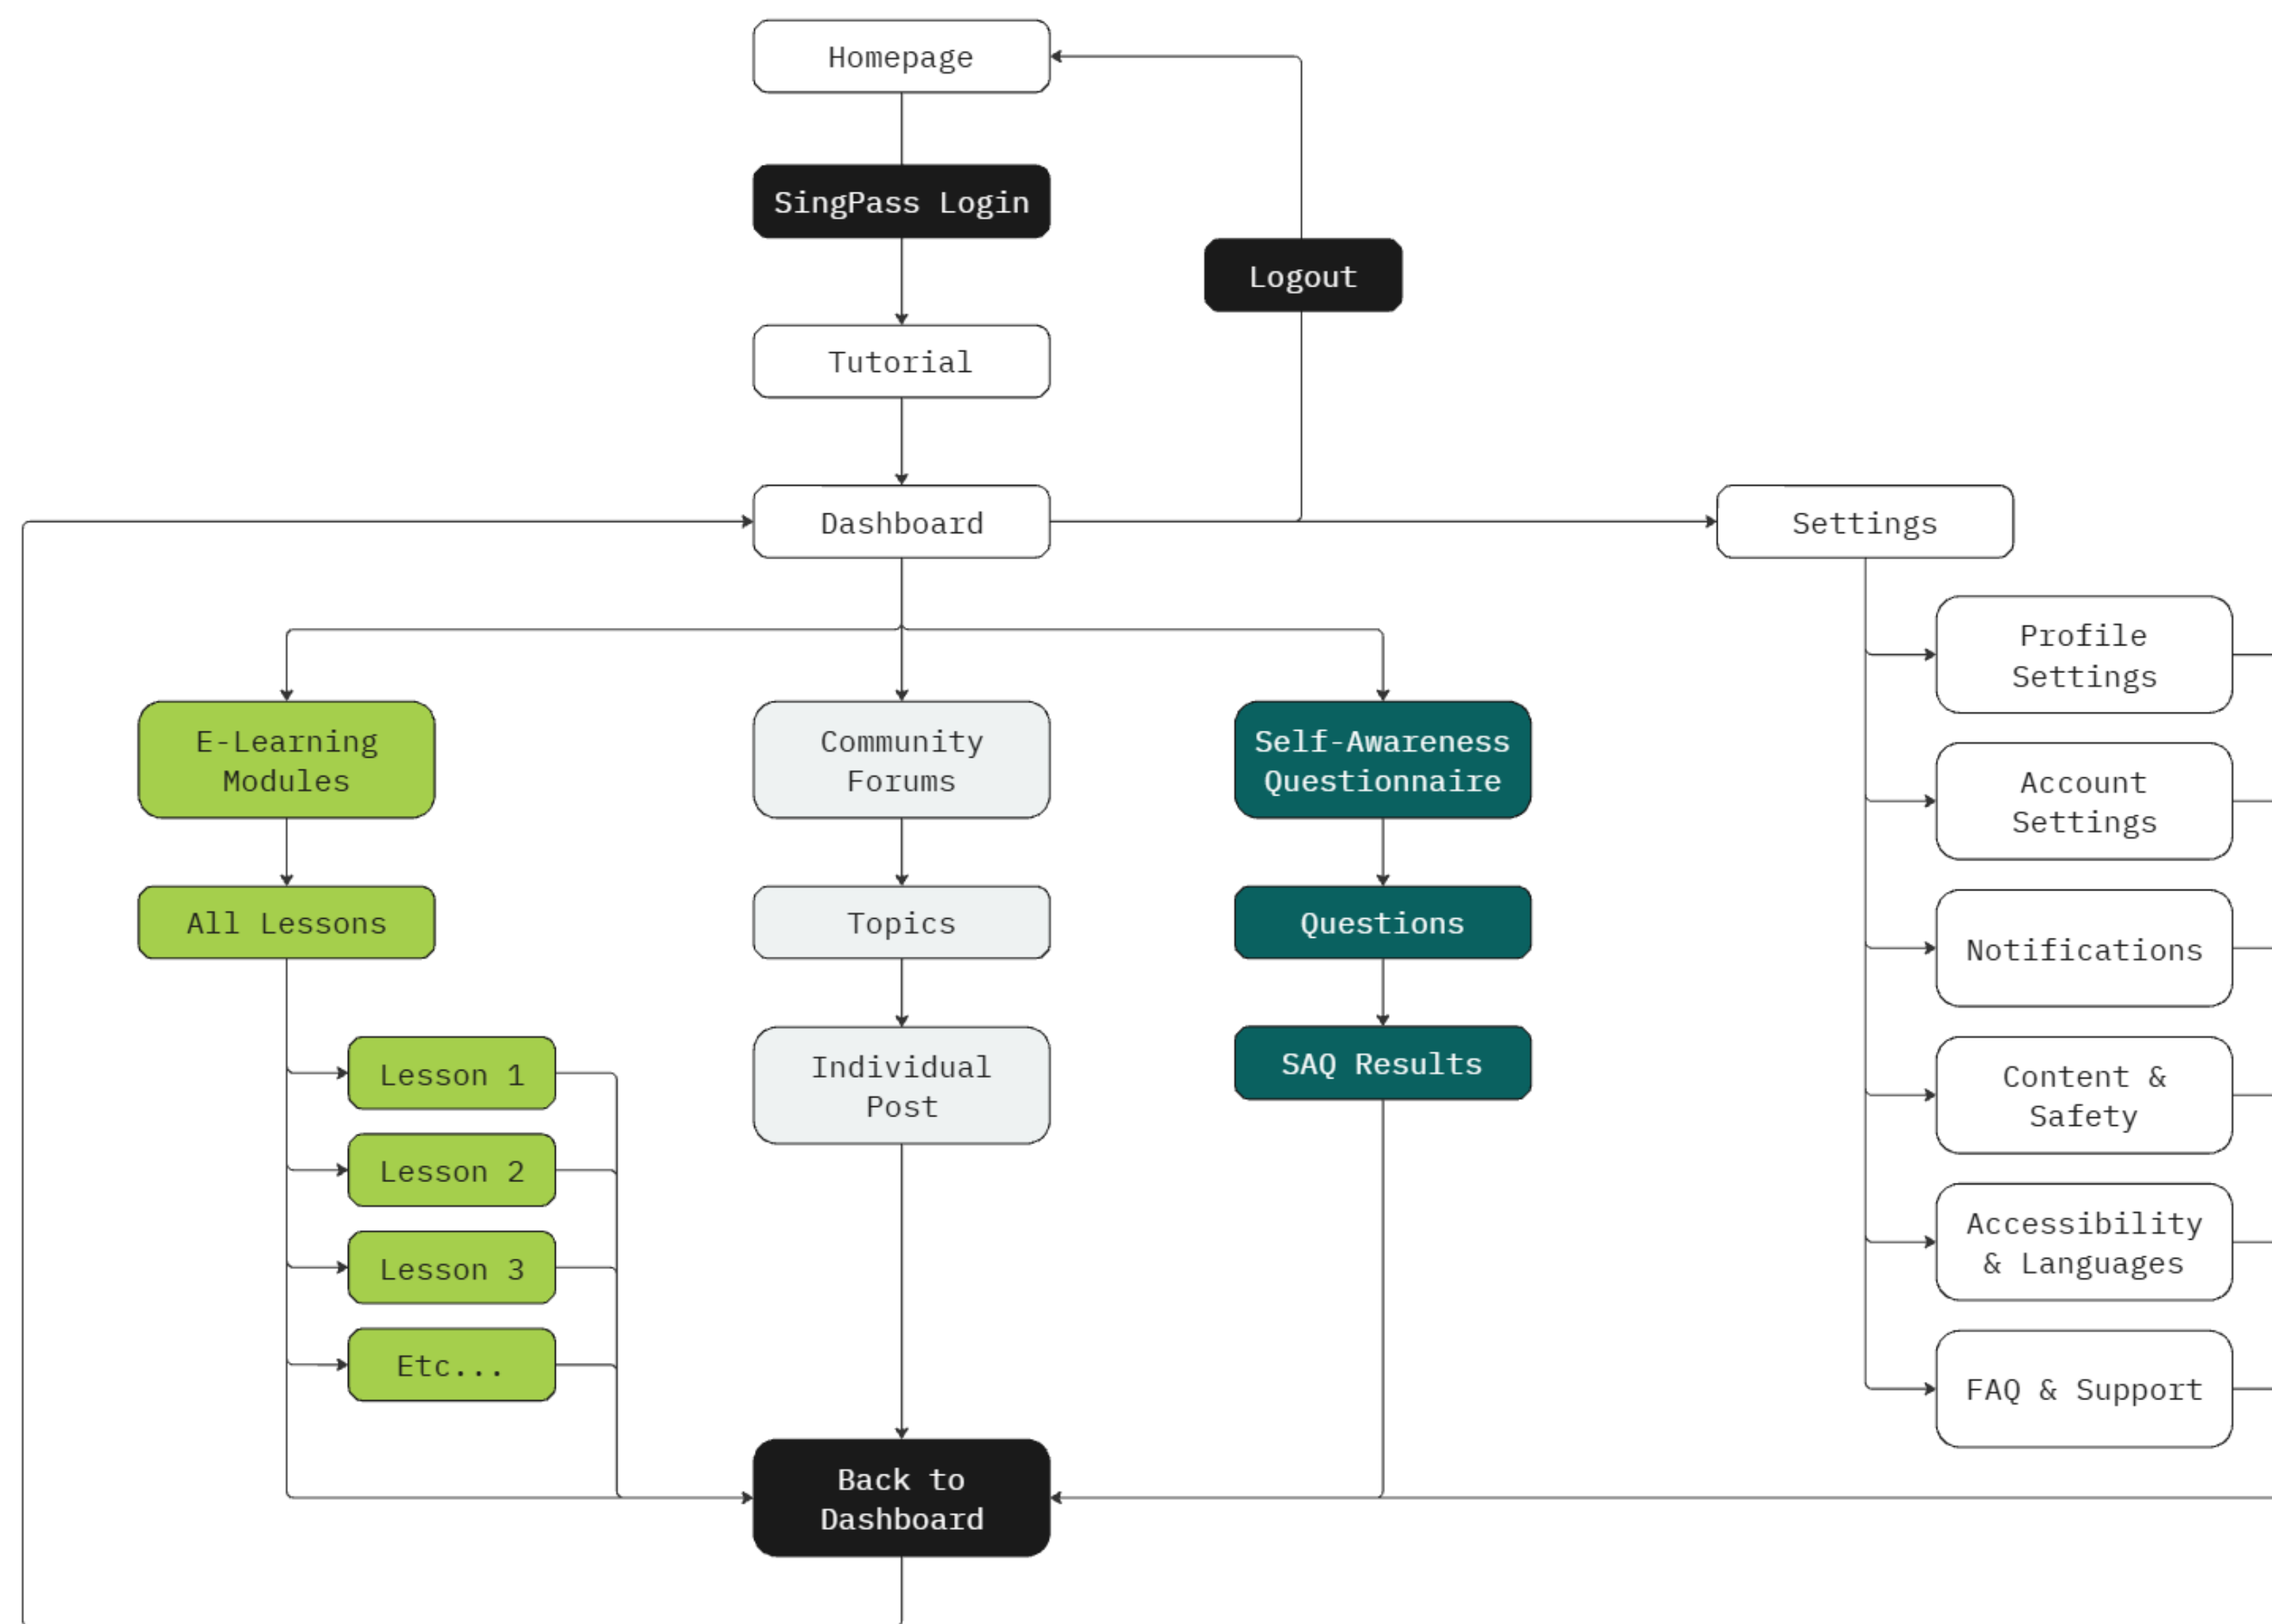 Homepage
SingPass Login
Logout
Tutorial
Dashboard
Settings
Profile
Settings
E-Learning
Modules
Community
Forums
Self-Awareness
Questionnaire
Account
Settings
All Lessons
Topics
Questions
Notifications
Lesson 1
Individual
Post
SAQ Results
Content &
Safety
Lesson 2
Lesson 3
Accessibility
& Languages
Etc...
FAQ & Support
Back to
Dashboard